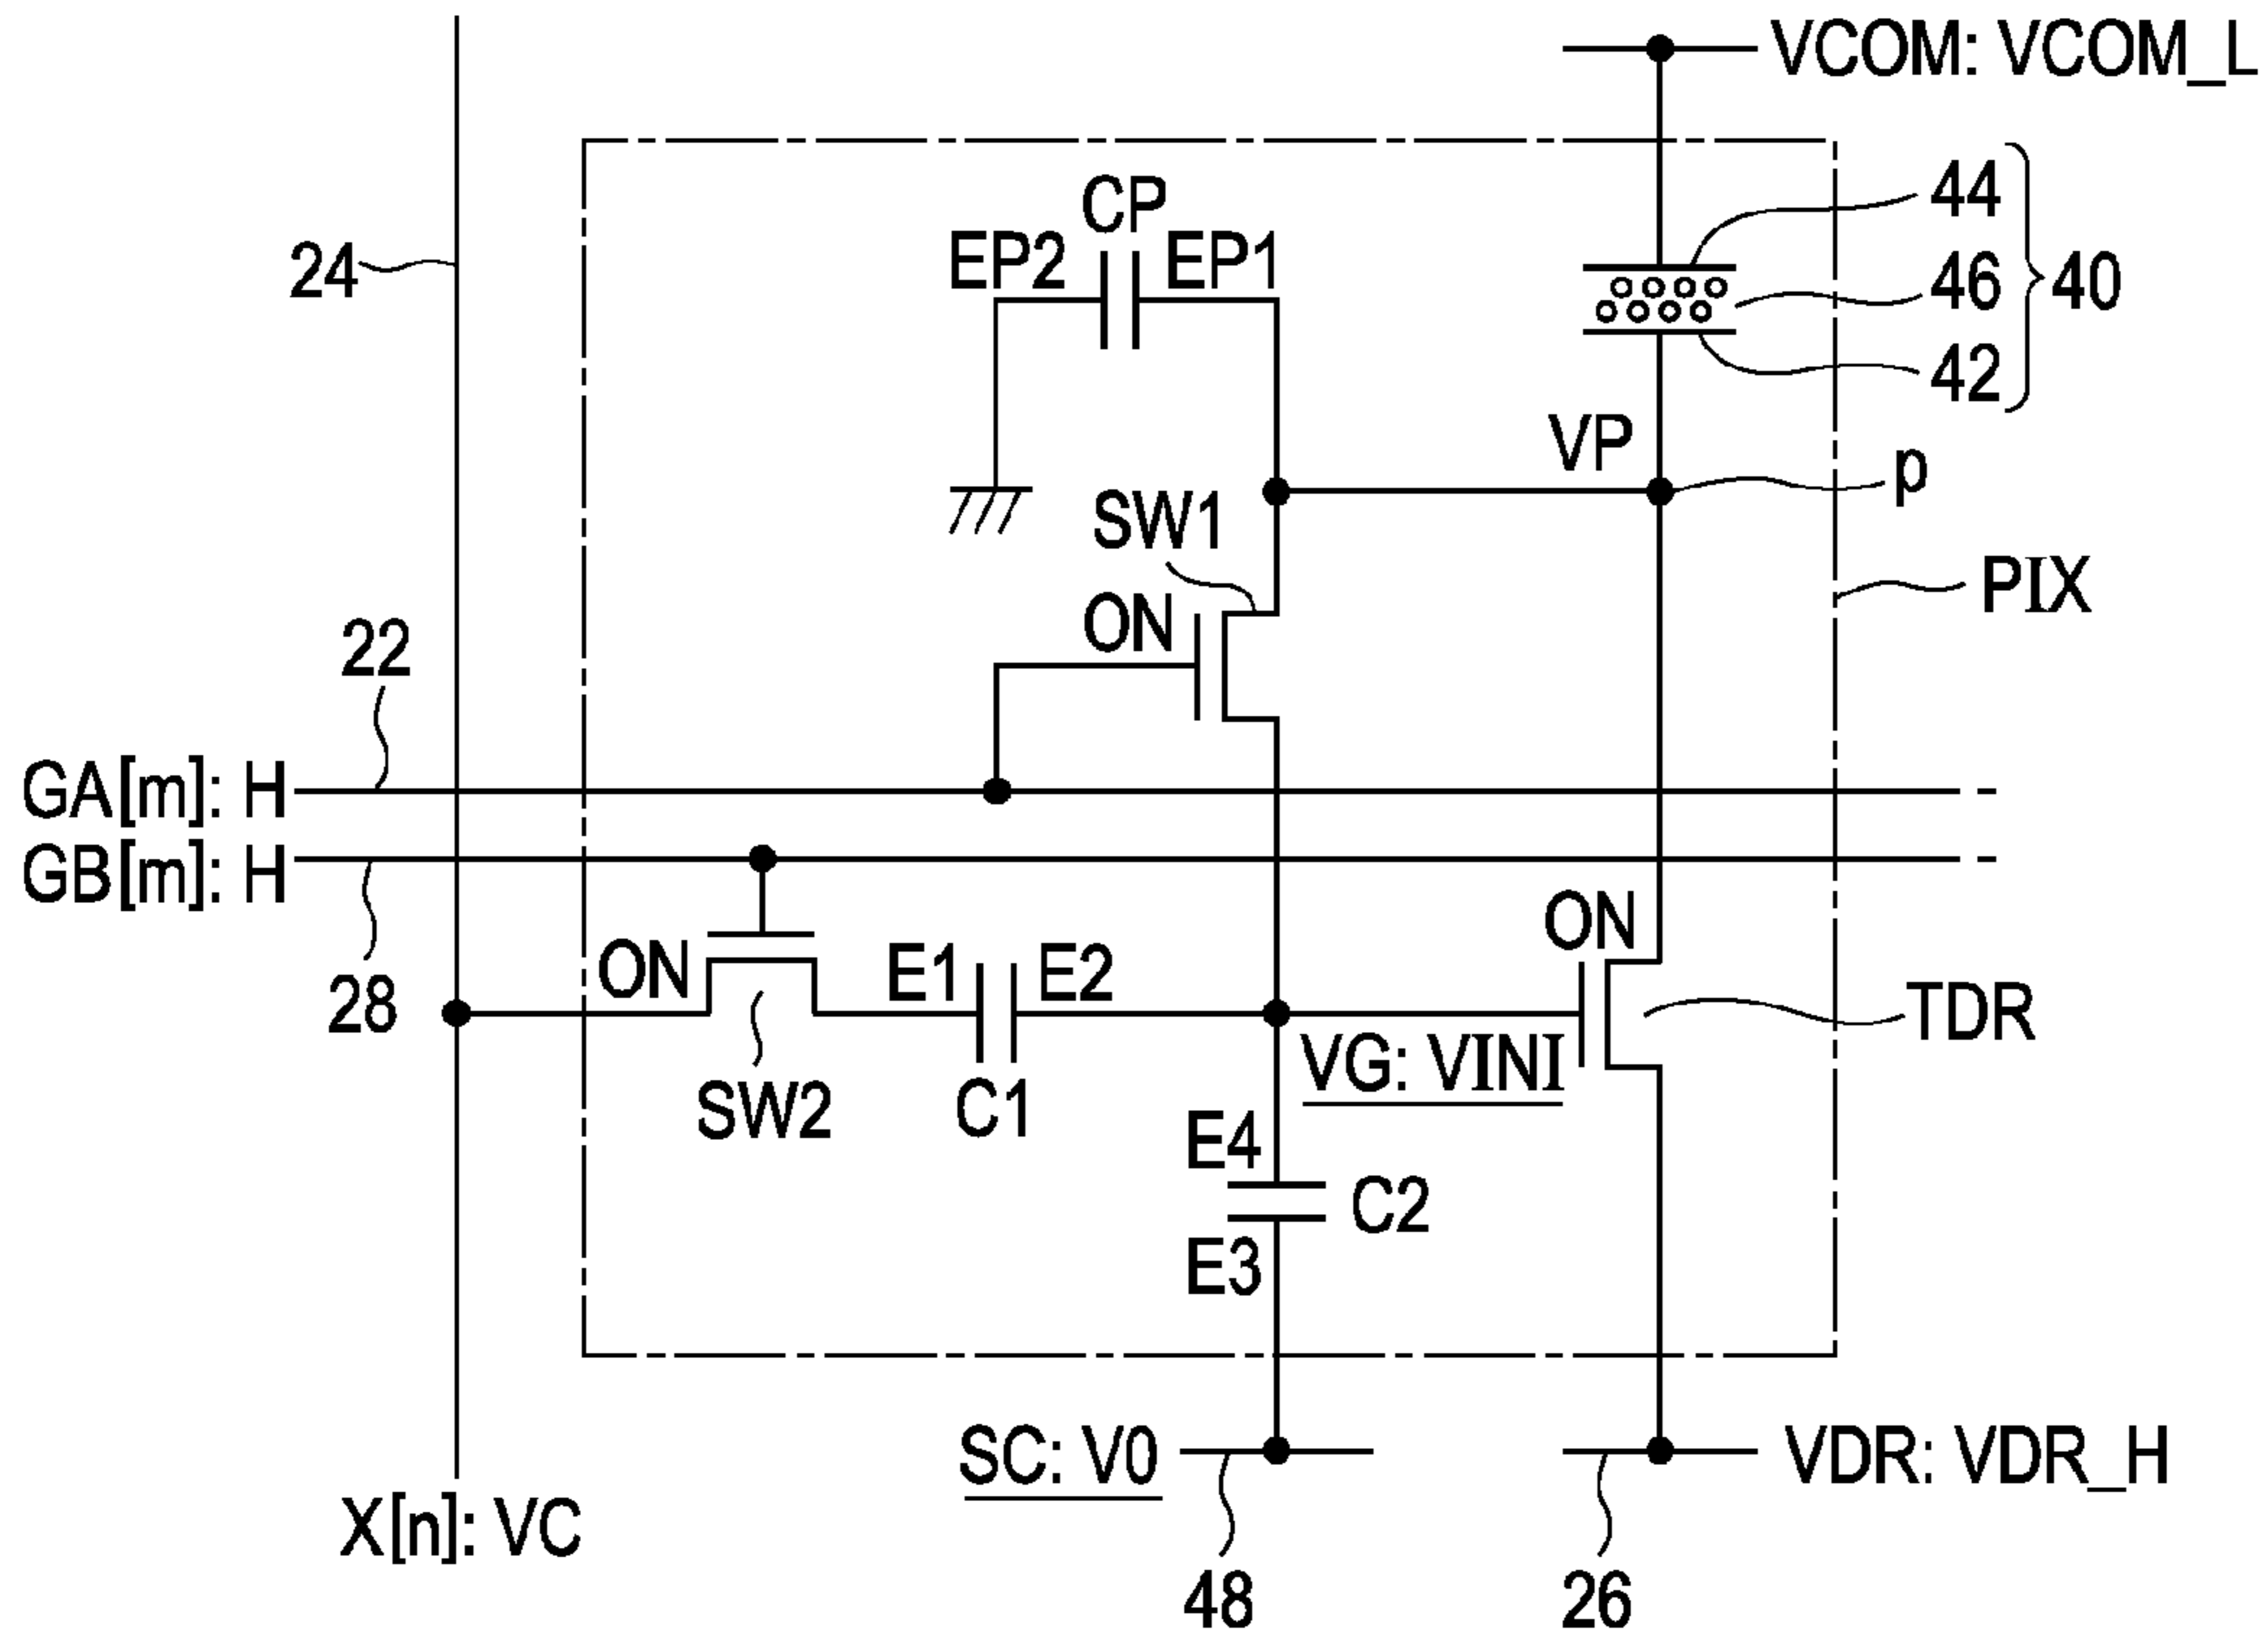 VCOM: VCOM_L
CP
EP2
EP1
44
46
40
42
24
VP
p
SW1
ON
PIX
22
GA[m]: H
GB[m]: H
28
ON
E1
E2
ON
TDR
SW2
C1
VG: VINI
E4
C2
E3
SC: V0
VDR: VDR_H
X[n]: VC
48
26